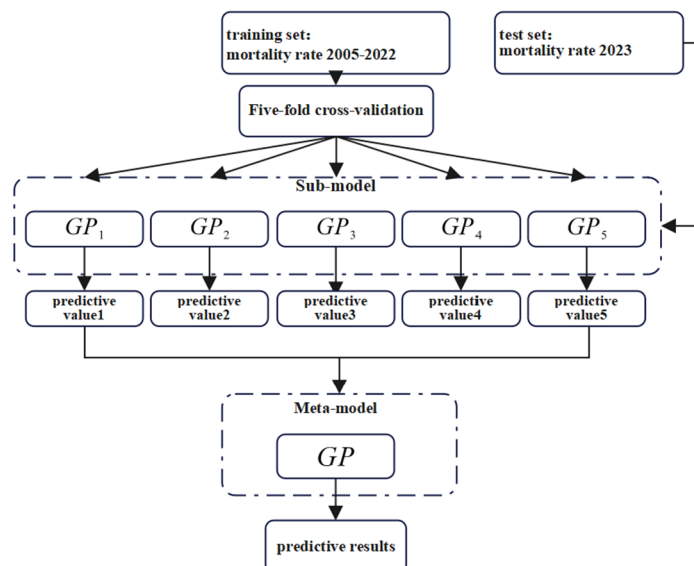 training set:
mortality rate 2005-2022
test set:
mortality rate 2023
Five-fold cross-validation
Sub-model
GP₁
GP₂
GP₃
GP₄
GP₅
predictive
value1
predictive
value2
predictive
value3
predictive
value4
predictive
value5
Meta-model
GP
predictive results